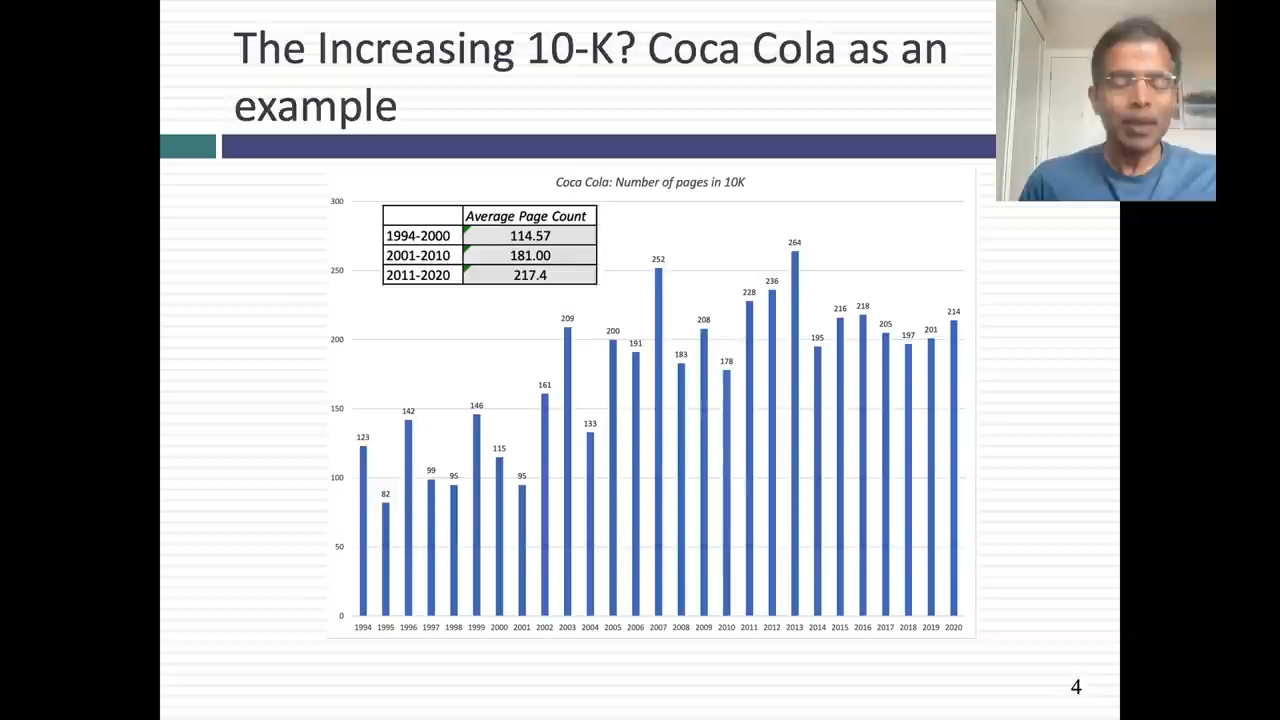 The Increasing 10-K? Coca Cola as an
example
Coca Cola: Number of pages in 10K
Average Page Count
1994-2000 114.57
2001-2010 181.00
2011-2020 217.4
300
250
200
150
100
50
0
123 82 142 99 95 146 115 95 161 209 133 200 191 252 183 208 178 228 236 264 195 216 218 205 197 201 214
1994 1995 1996 1997 1998 1999 2000 2001 2002 2003 2004 2005 2006 2007 2008 2009 2010 2011 2012 2013 2014 2015 2016 2017 2018 2019 2020
4